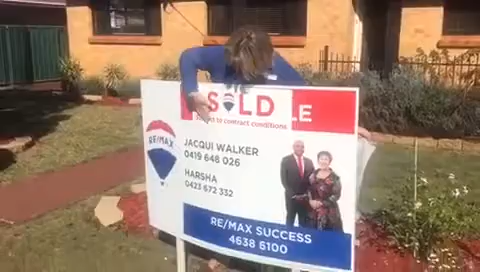 SOLD
LE
subject to contract conditions
RE/MAX
JACQUI WALKER
0419 648 026
HARSHA
0423 672 332
RE/MAX SUCCESS
4638 6100